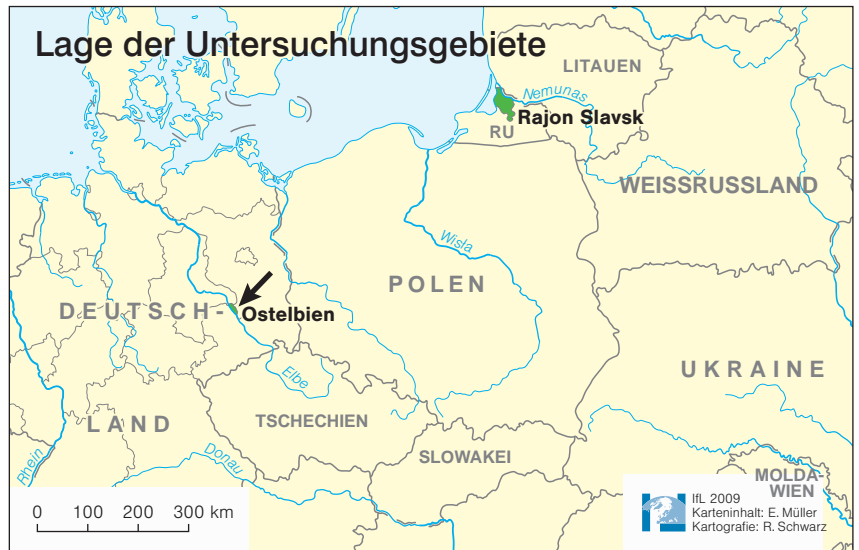 Lage der Untersuchungsgebiete
LITAUEN
Nemunas
Rajon Slavsk
RU
WEISSRUSSLAND
Wisła
POLEN
DEUTSCH-
Ostelbien
UKRAINE
Elbe
LAND
TSCHECHIEN
Rhein
Donau
SLOWAKEI
MOLDA-
WIEN
0 100 200 300 km
IfL 2009
Karteninhalt: E. Müller
Kartografie: R. Schwarz